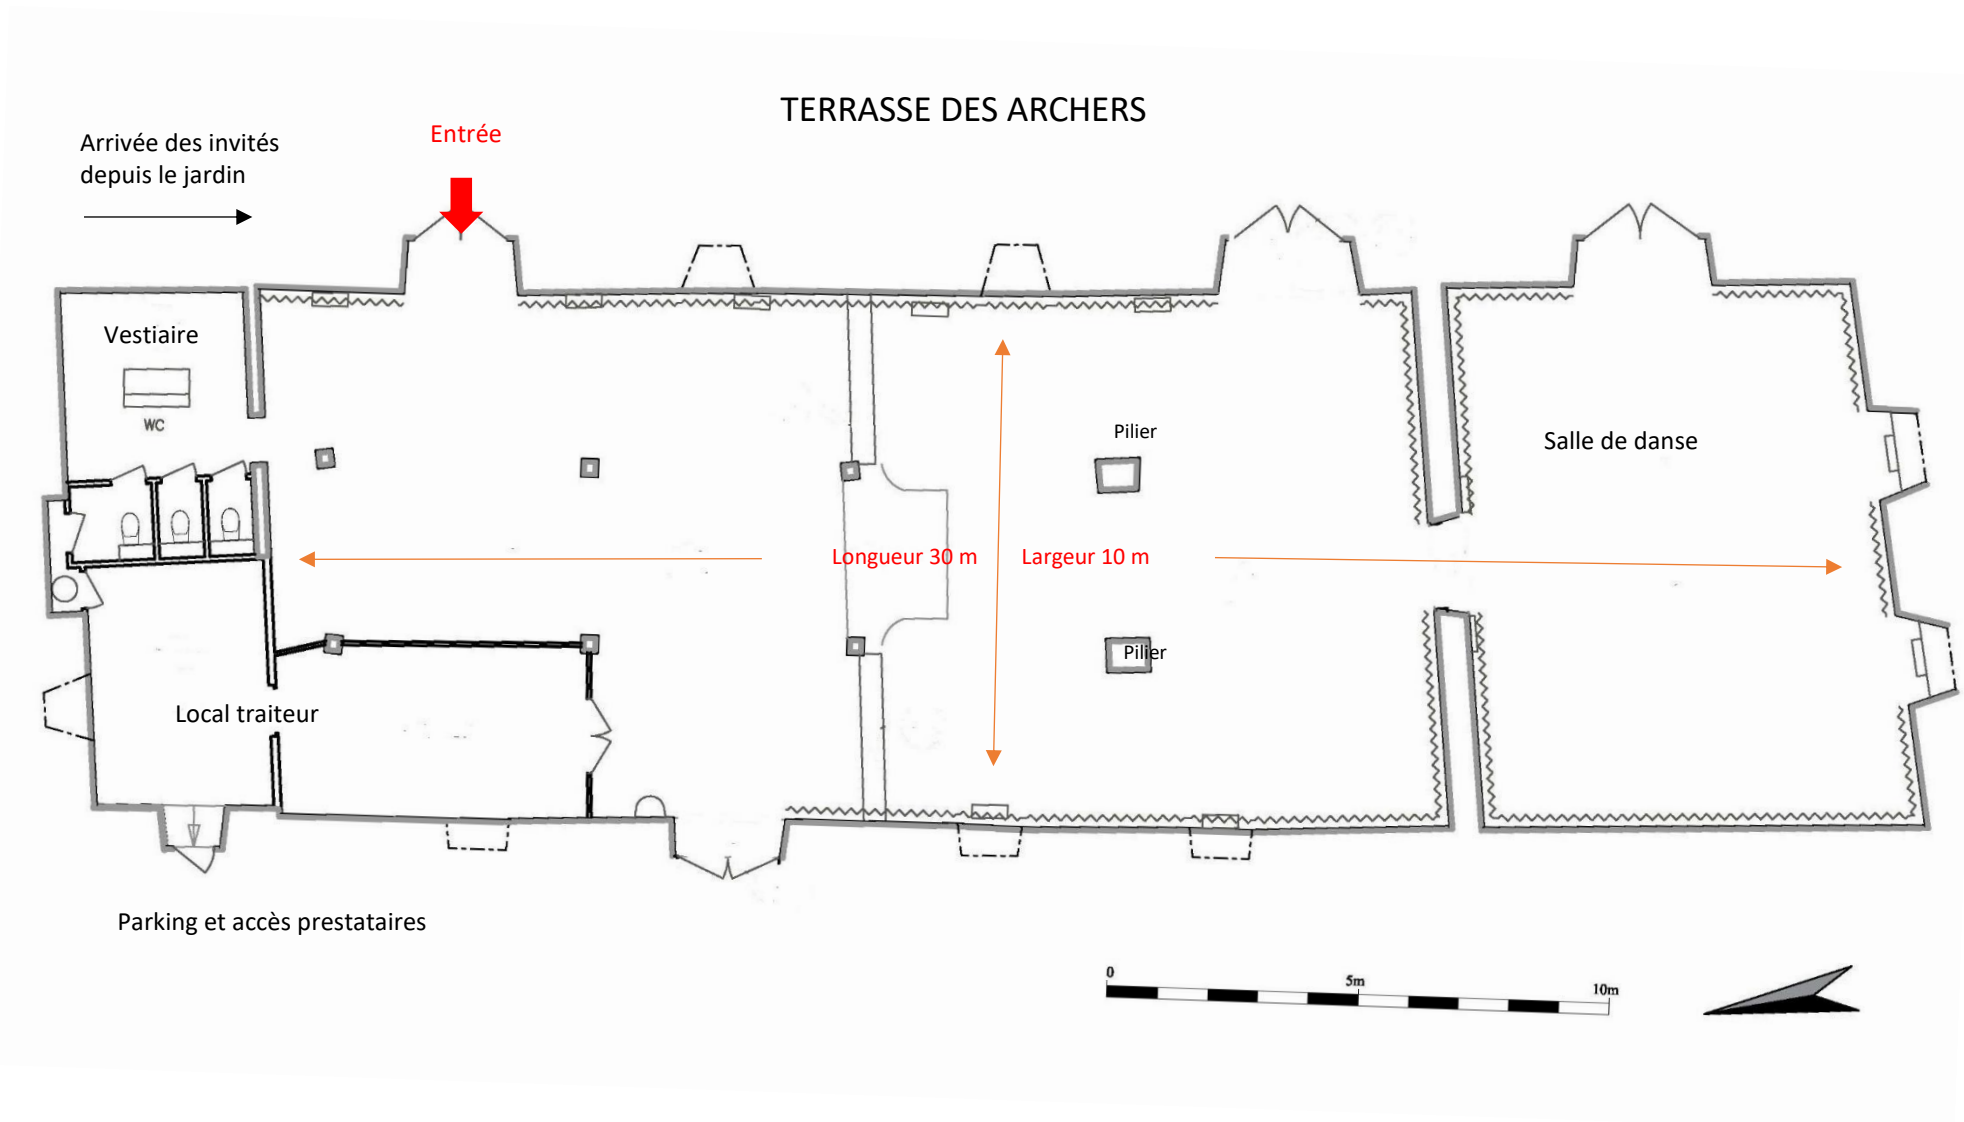 TERRASSE DES ARCHERS
Arrivée des invités
depuis le jardin
Entrée
Vestiaire
WC
Pilier
Salle de danse
Longueur 30 m
Largeur 10 m
Pilier
Local traiteur
Parking et accès prestataires
0
5m
10m